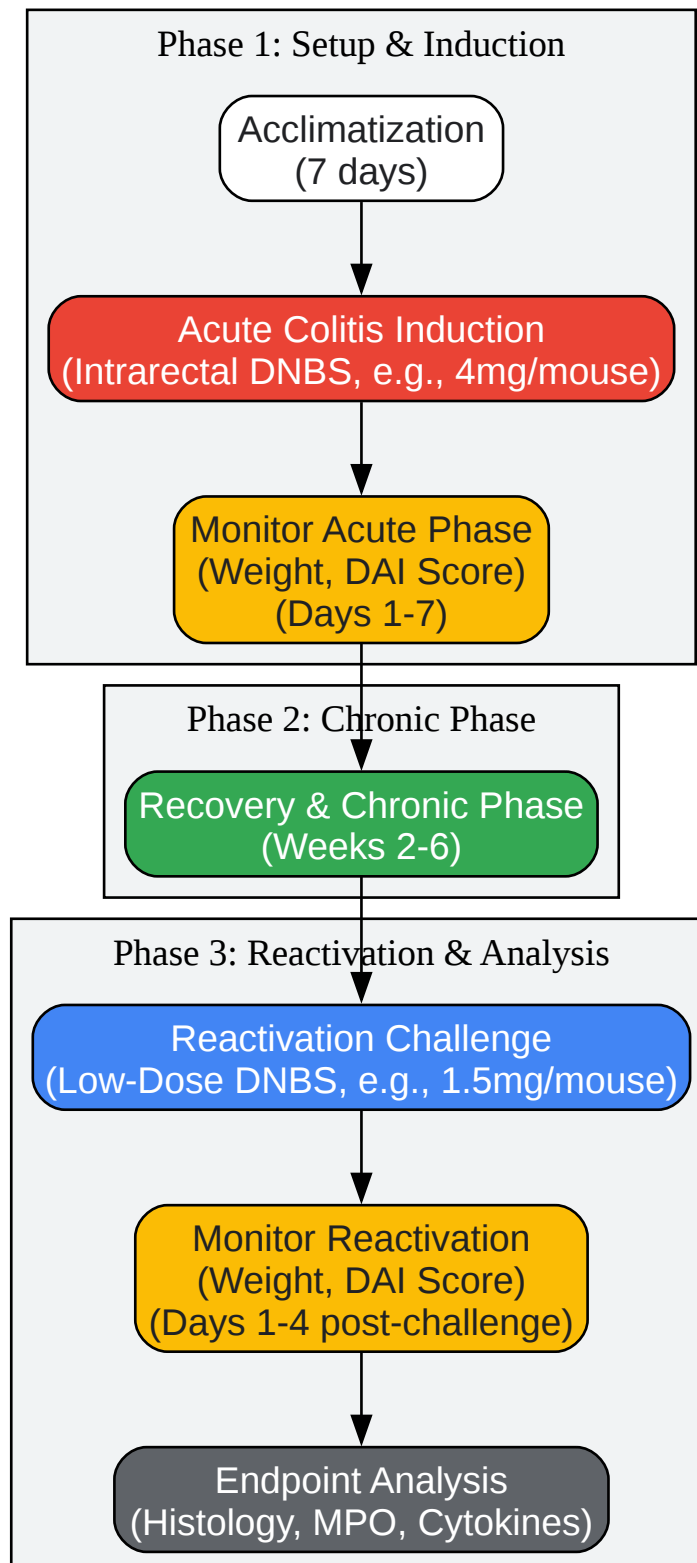 Phase 1: Setup & Induction
Acclimatization
(7 days)
Acute Colitis Induction
(Intrarectal DNBS, e.g., 4mg/mouse)
Monitor Acute Phase
(Weight, DAI Score)
(Days 1-7)
Phase 2: Chronic Phase
Recovery & Chronic Phase
(Weeks 2-6)
Phase 3: Reactivation & Analysis
Reactivation Challenge
(Low-Dose DNBS, e.g., 1.5mg/mouse)
Monitor Reactivation
(Weight, DAI Score)
(Days 1-4 post-challenge)
Endpoint Analysis
(Histology, MPO, Cytokines)